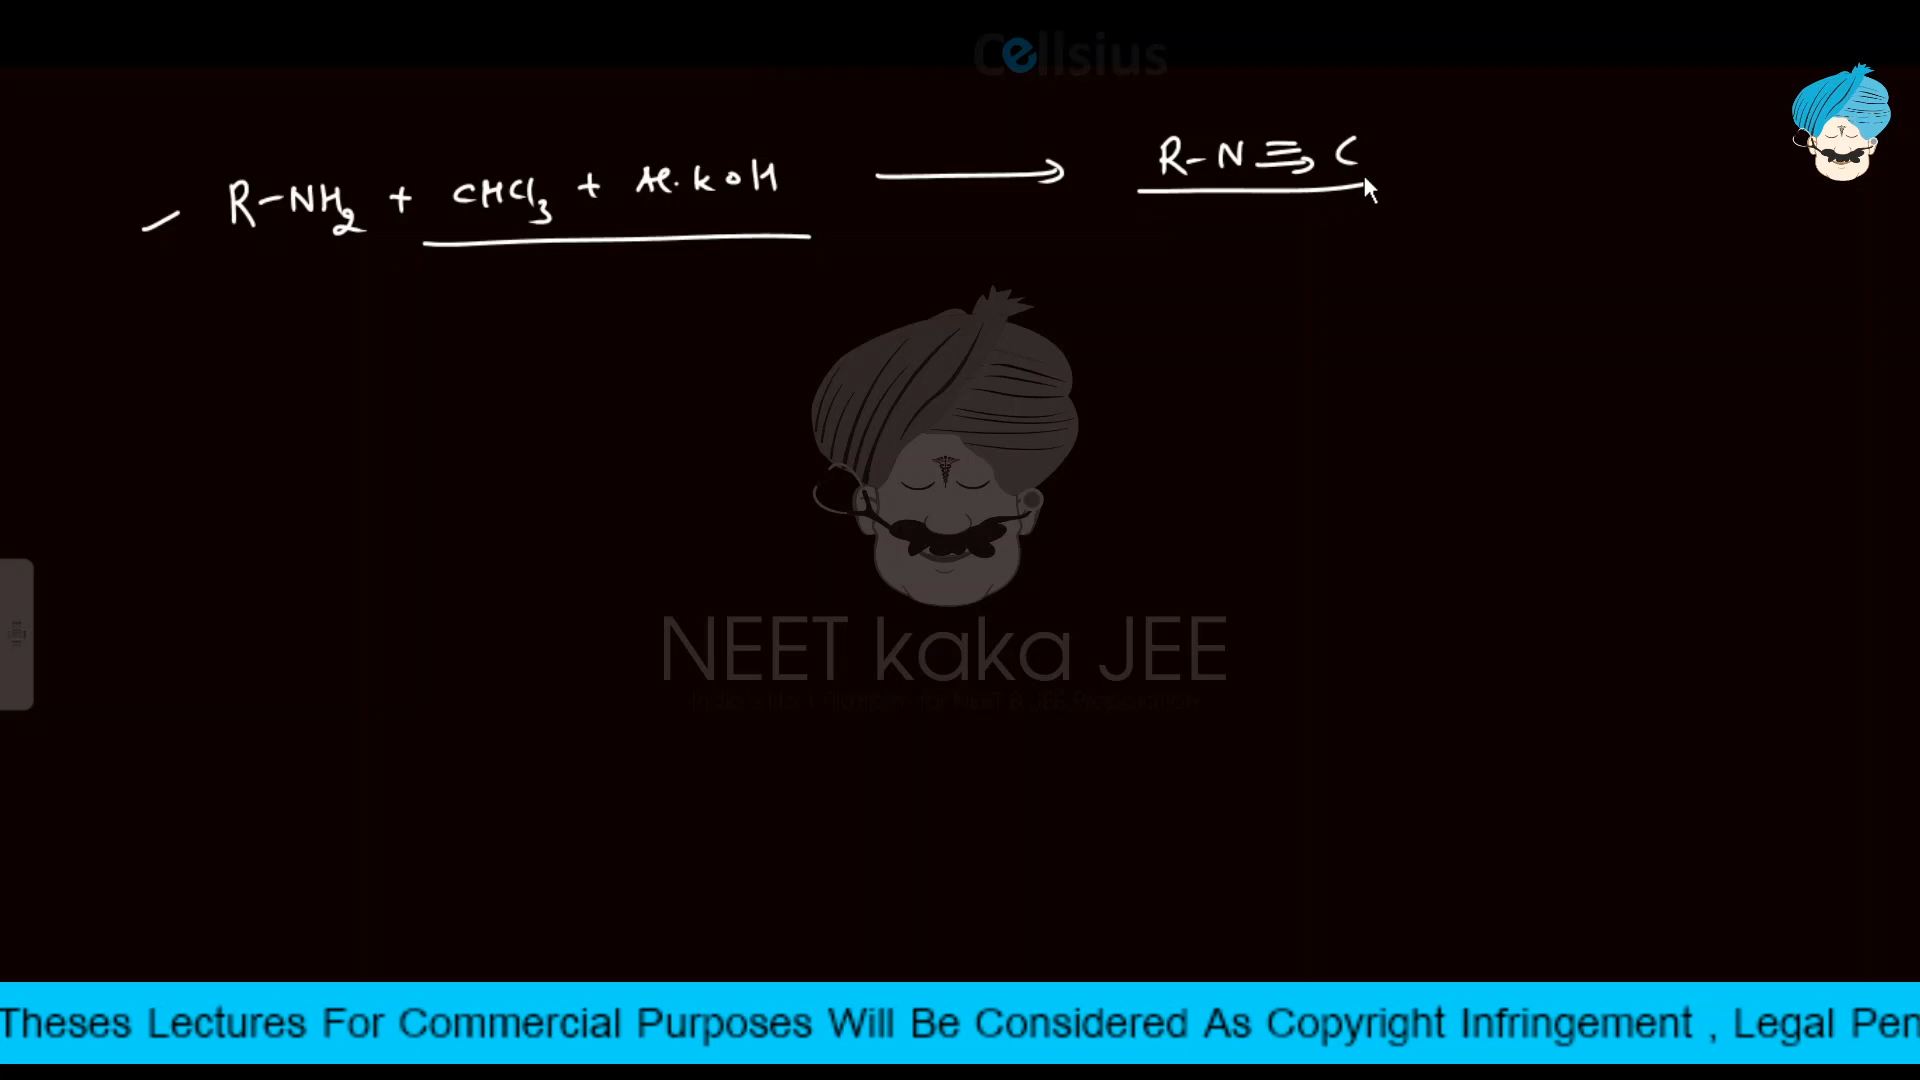 Cellsius
R-NH₂ + CHCl₃ + Al. KOH ⟶ R-N≡C
NEET kaka JEE
Theses Lectures For Commercial Purposes Will Be Considered As Copyright Infringement , Legal Pen